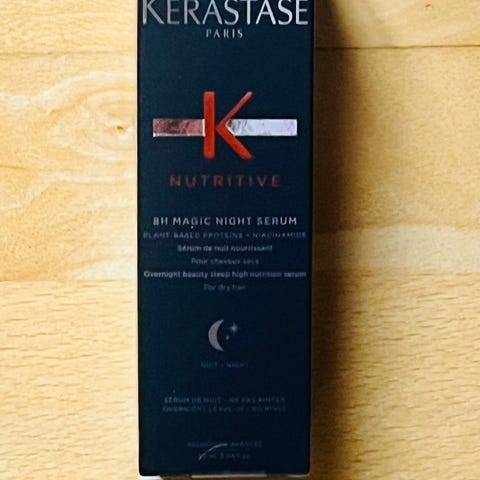 KÉRASTASE
PARIS
K
NUTRITIVE
8H MAGIC NIGHT SERUM
PLANT-BASED PROTEINS + NIACINAMIDE
Sérum de nuit nourrissant
Pour cheveux secs
Overnight beauty sleep high nutrition serum
For dry hair
NUIT • NIGHT
SÉRUM DE NUIT - NE PAS RINCER
OVERNIGHT LEAVE-IN - NO RINSE